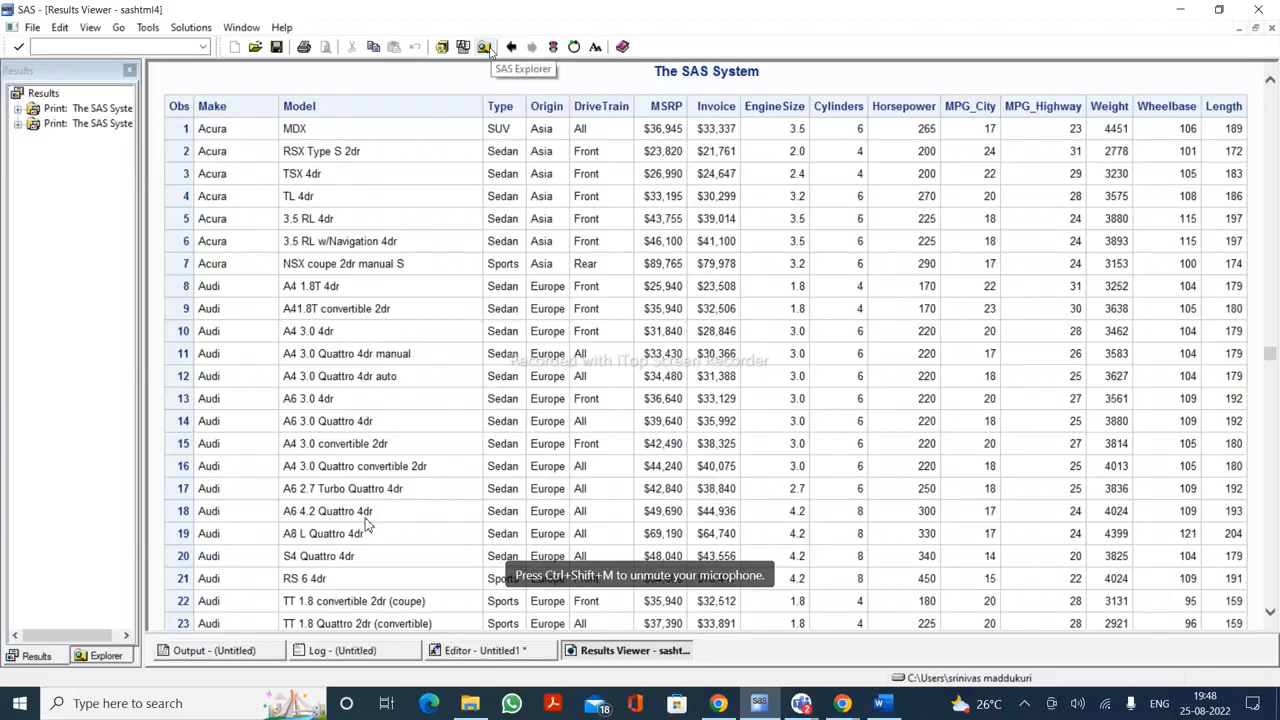 SAS - [Results Viewer - sashtml4]
File Edit View Go Tools Solutions Window Help
SAS Explorer
Results
Results
Print: The SAS Syste
Print: The SAS Syste
The SAS System
Obs Make Model Type Origin DriveTrain MSRP Invoice EngineSize Cylinders Horsepower MPG_City MPG_Highway Weight Wheelbase Length
1 Acura MDX SUV Asia All $36,945 $33,337 3.5 6 265 17 23 4451 106 189
2 Acura RSX Type S 2dr Sedan Asia Front $23,820 $21,761 2.0 4 200 24 31 2778 101 172
3 Acura TSX 4dr Sedan Asia Front $26,990 $24,647 2.4 4 200 22 29 3230 105 183
4 Acura TL 4dr Sedan Asia Front $33,195 $30,299 3.2 6 270 20 28 3575 108 186
5 Acura 3.5 RL 4dr Sedan Asia Front $43,755 $39,014 3.5 6 225 18 24 3880 115 197
6 Acura 3.5 RL w/Navigation 4dr Sedan Asia Front $46,100 $41,100 3.5 6 225 18 24 3893 115 197
7 Acura NSX coupe 2dr manual S Sports Asia Rear $89,765 $79,978 3.2 6 290 17 24 3153 100 174
8 Audi A4 1.8T 4dr Sedan Europe Front $25,940 $23,508 1.8 4 170 22 31 3252 104 179
9 Audi A41.8T convertible 2dr Sedan Europe Front $35,940 $32,506 1.8 4 170 23 30 3638 105 180
10 Audi A4 3.0 4dr Sedan Europe Front $31,840 $28,846 3.0 6 220 20 28 3462 104 179
11 Audi A4 3.0 Quattro 4dr manual Sedan Europe All $33,430 $30,366 3.0 6 220 17 26 3583 104 179
Recorded with iTop Screen Recorder
12 Audi A4 3.0 Quattro 4dr auto Sedan Europe All $34,480 $31,388 3.0 6 220 18 25 3627 104 179
13 Audi A6 3.0 4dr Sedan Europe Front $36,640 $33,129 3.0 6 220 20 27 3561 109 192
14 Audi A6 3.0 Quattro 4dr Sedan Europe All $39,640 $35,992 3.0 6 220 18 25 3880 109 192
15 Audi A4 3.0 convertible 2dr Sedan Europe Front $42,490 $38,325 3.0 6 220 20 27 3814 105 180
16 Audi A4 3.0 Quattro convertible 2dr Sedan Europe All $44,240 $40,075 3.0 6 220 18 25 4013 105 180
17 Audi A6 2.7 Turbo Quattro 4dr Sedan Europe All $42,840 $38,840 2.7 6 250 18 25 3836 109 192
18 Audi A6 4.2 Quattro 4dr Sedan Europe All $49,690 $44,936 4.2 8 300 17 24 4024 109 193
19 Audi A8 L Quattro 4dr Sedan Europe All $69,190 $64,740 4.2 8 330 17 24 4399 121 204
20 Audi S4 Quattro 4dr Sedan Europe All $48,040 $43,556 4.2 8 340 14 20 3825 104 179
21 Audi RS 6 4dr 4.2 8 450 15 22 4024 109 191
Press Ctrl+Shift+M to unmute your microphone.
22 Audi TT 1.8 convertible 2dr (coupe) Sports Europe Front $35,940 $32,512 1.8 4 180 20 28 3131 95 159
23 Audi TT 1.8 Quattro 2dr (convertible) Sports Europe All $37,390 $33,891 1.8 4 225 20 28 2921 96 159
Results Explorer Output - (Untitled) Log - (Untitled) Editor - Untitled1 * Results Viewer - sasht...
C:\Users\srinivas maddukuri
Type here to search 18 26°C ENG 19:48
25-08-2022